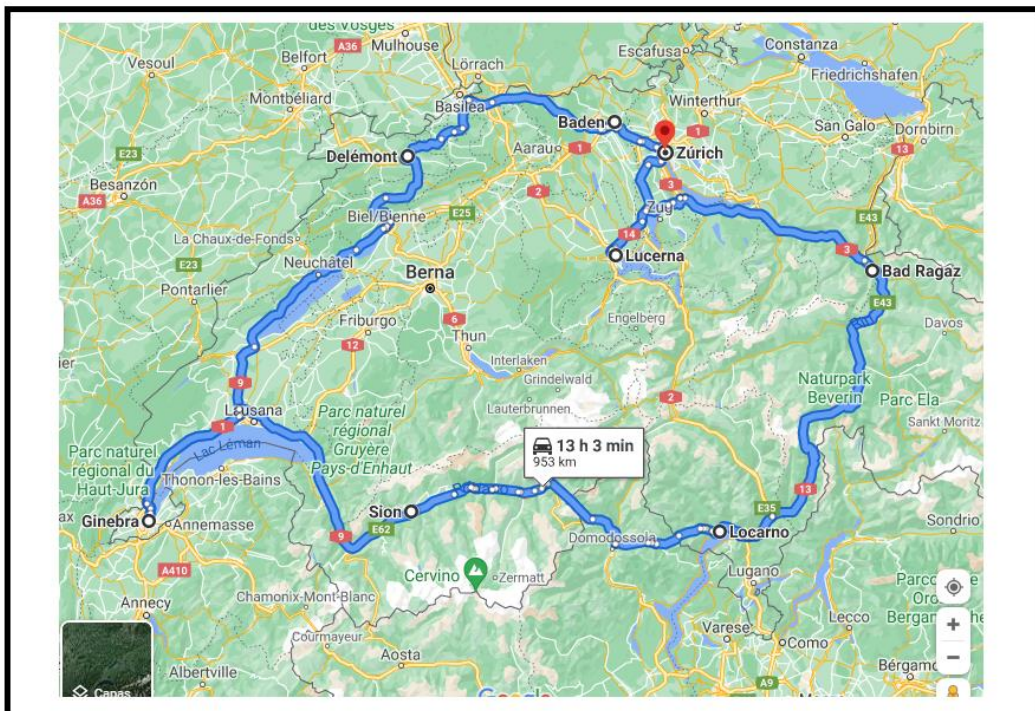 des Vosges
A36
Mulhouse
Escafusa
Constanza
Vesoul
Belfort
Lörrach
Friedrichshafen
Montbéliard
Basilea
Winterthur
Baden
1
San Galo
Dornbirn
E23
Delémont
Aarau
1
Zúrich
13
Besanzón
2
3
A36
Biel/Bienne
E25
Zug
E43
La Chaux-de-Fonds
14
3
E23
Neuchâtel
Berna
Lucerna
Bad Ragaz
Pontarlier
6
Engelberg
E43
Friburgo
Thun
Davos
12
Interlaken
Naturpark
Beverin
9
Grindelwald
2
Parc Ela
Lausana
Lauterbrunnen
Sankt Moritz
1
Parc naturel
régional
Gruyère
Pays-d'Enhaut
13 h 3 min
953 km
Lac Léman
Parc naturel
régional du
Haut-Jura
Thonon-les-Bains
13
Sion
E35
Ginebra
Annemasse
E62
Domodossola
Locarno
Sondrio
9
A410
Cervino
Zermatt
Lugano
Annecy
Chamonix-Mont-Blanc
Lecco
Courmayeur
Varese
Como
Albertville
Aosta
A9
Capas
Google